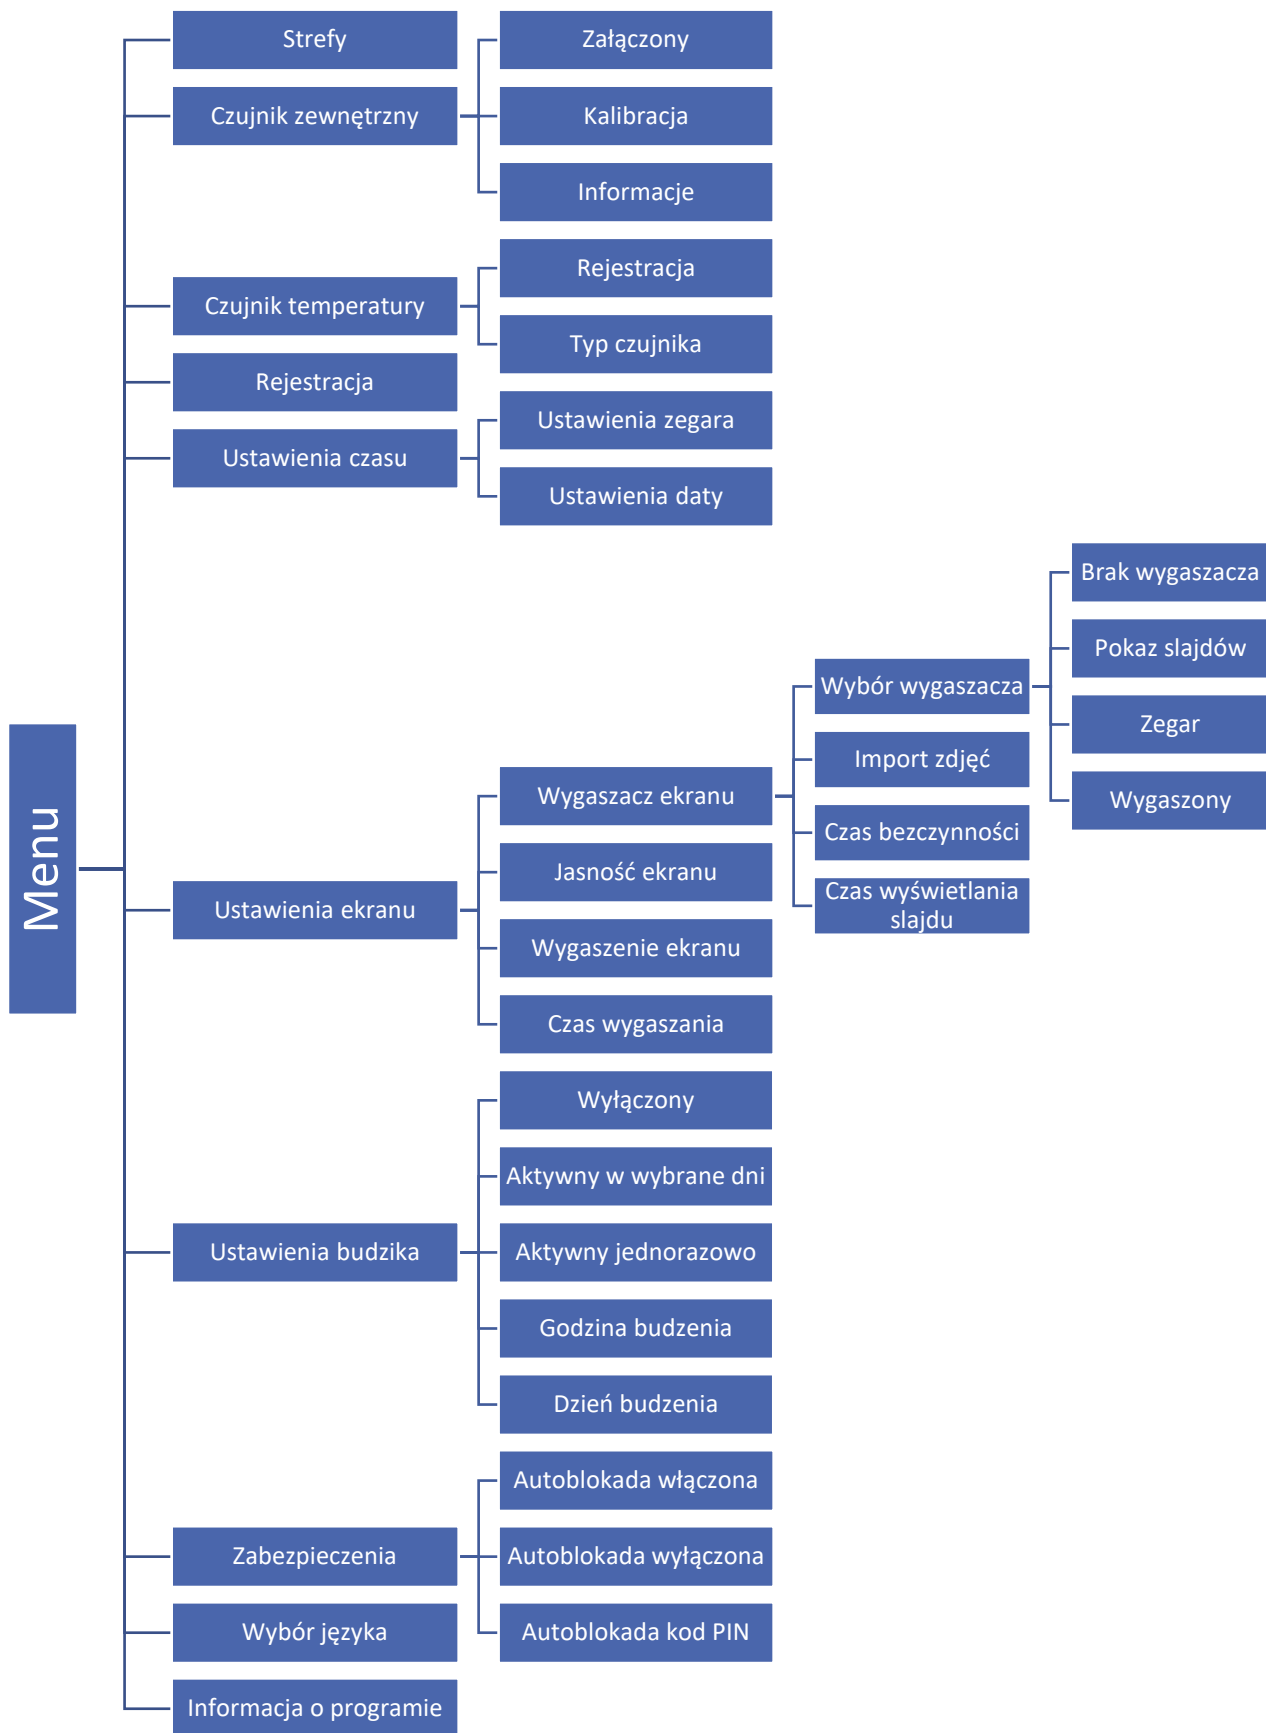 Menu
Strefy
Czujnik zewnętrzny
Załączony
Kalibracja
Informacje
Czujnik temperatury
Rejestracja
Typ czujnika
Rejestracja
Ustawienia czasu
Ustawienia zegara
Ustawienia daty
Ustawienia ekranu
Wygaszacz ekranu
Wybór wygaszacza
Brak wygaszacza
Pokaz slajdów
Zegar
Wygaszony
Import zdjęć
Czas bezczynności
Czas wyświetlania
slajdu
Jasność ekranu
Wygaszenie ekranu
Czas wygaszania
Ustawienia budzika
Wyłączony
Aktywny w wybrane dni
Aktywny jednorazowo
Godzina budzenia
Dzień budzenia
Zabezpieczenia
Autoblokada włączona
Autoblokada wyłączona
Autoblokada kod PIN
Wybór języka
Informacja o programie